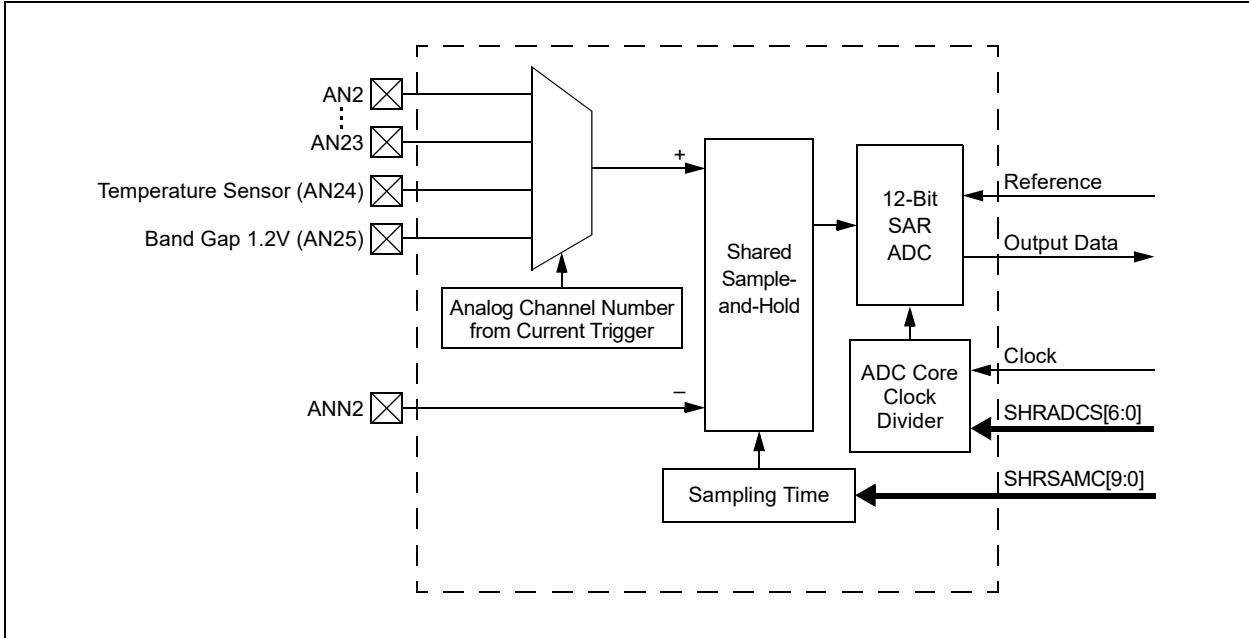 AN2
AN23
Temperature Sensor (AN24)
Band Gap 1.2V (AN25)
Analog Channel Number
from Current Trigger
ANN2
+
–
Shared
Sample-
and-Hold
12-Bit
SAR
ADC
Reference
Output Data
ADC Core
Clock
Divider
Clock
SHRADCS[6:0]
Sampling Time
SHRSAMC[9:0]